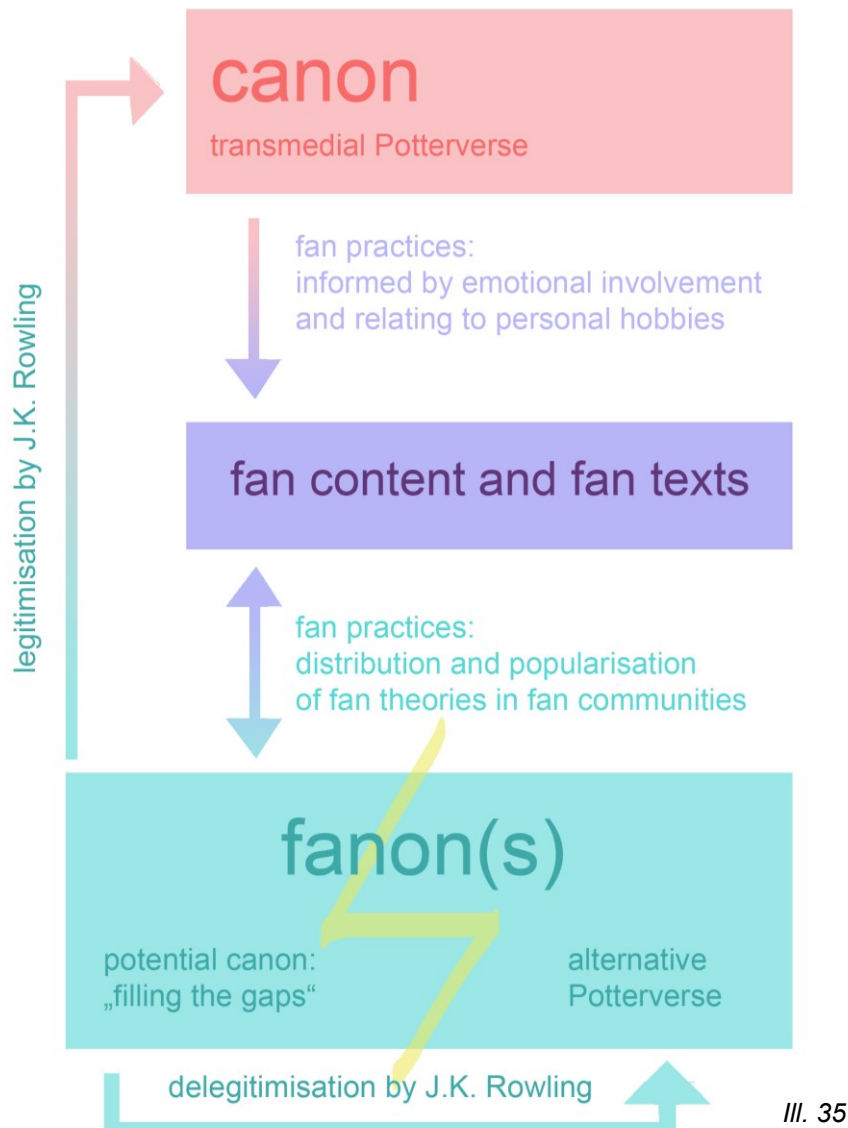 canon
transmedial Potterverse
fan practices:
informed by emotional involvement
and relating to personal hobbies
legitimisation by J.K. Rowling
fan content and fan texts
fan practices:
distribution and popularisation
of fan theories in fan communities
fanon(s)
potential canon:
„filling the gaps“
alternative
Potterverse
delegitimisation by J.K. Rowling
Ill. 35